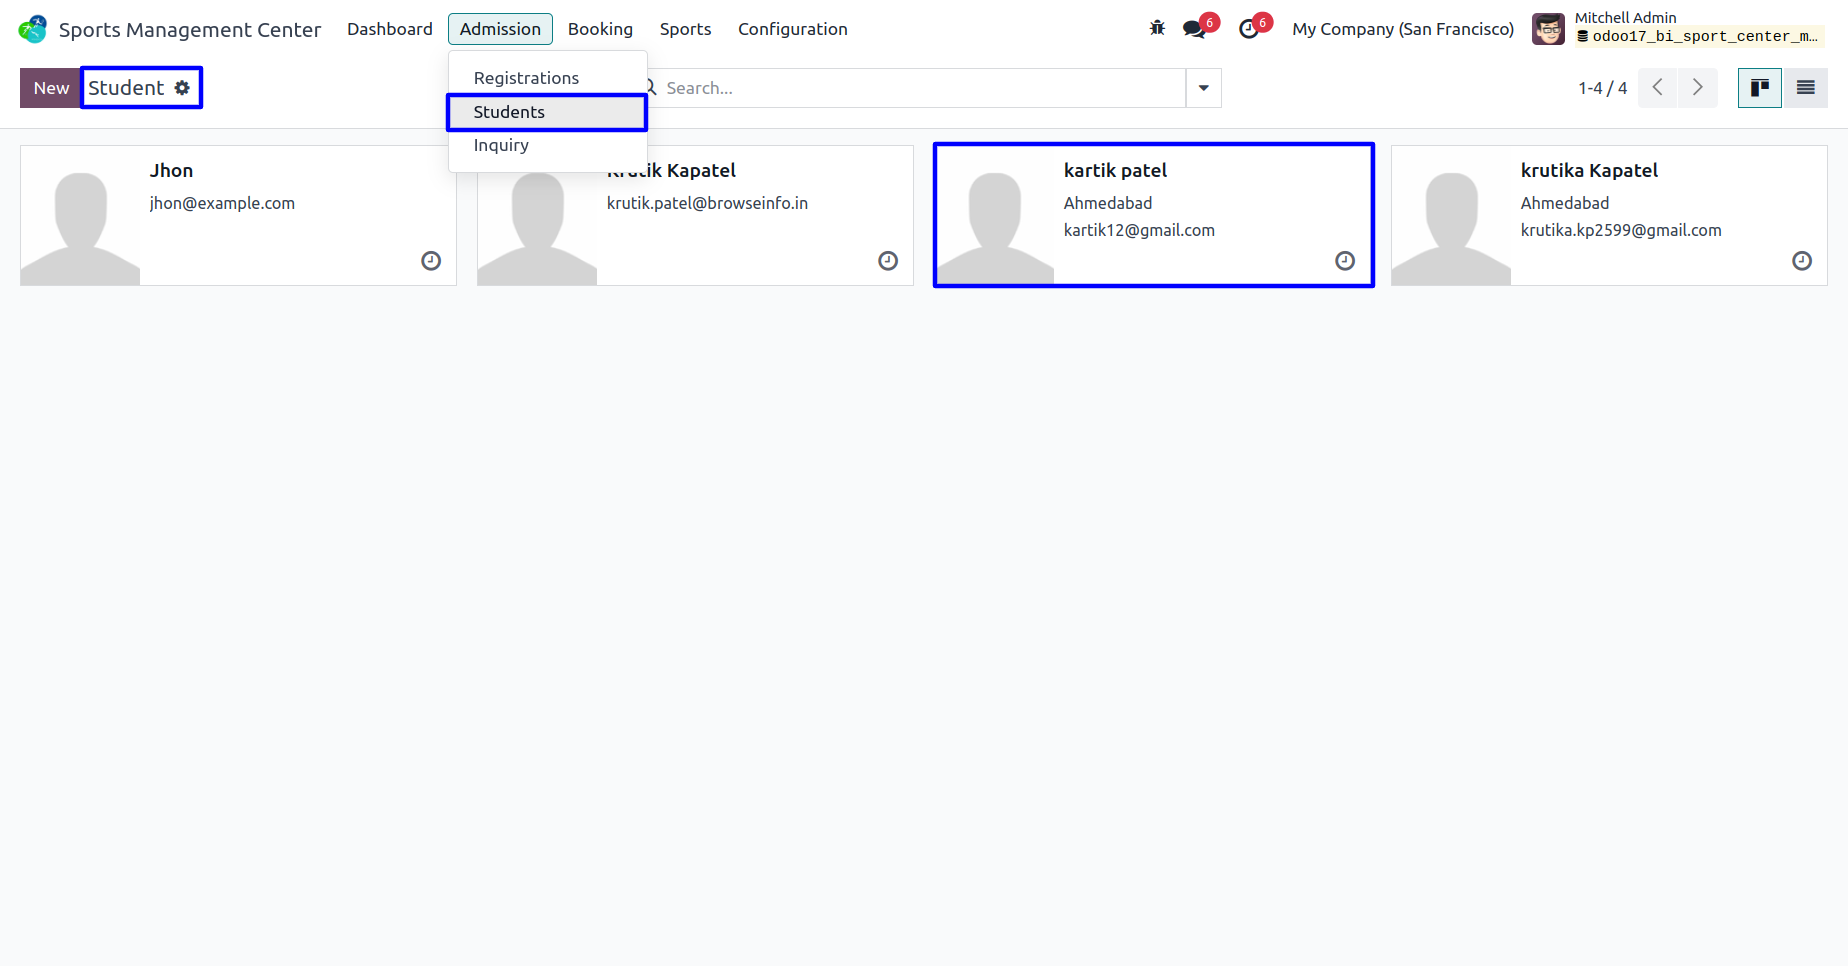 Sports Management Center Dashboard Admission Booking Sports Configuration 6 6 My Company (San Francisco) Mitchell Admin
odoo17_bi_sport_center_m...
New Student Search... 1-4 / 4
Registrations
Students
Inquiry
Jhon
jhon@example.com
Krutik Kapatel
krutik.patel@browseinfo.in
kartik patel
Ahmedabad
kartik12@gmail.com
krutika Kapatel
Ahmedabad
krutika.kp2599@gmail.com